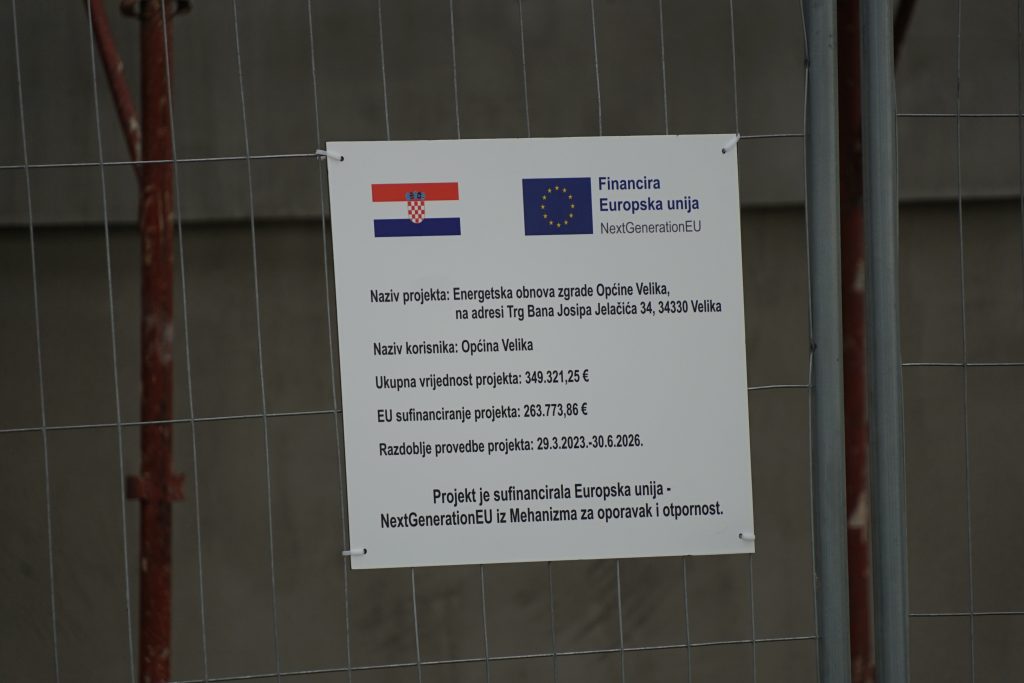 Financira
Europska unija
NextGenerationEU
Naziv projekta: Energetska obnova zgrade Općine Velika,
na adresi Trg Bana Josipa Jelačića 34, 34330 Velika
Naziv korisnika: Općina Velika
Ukupna vrijednost projekta: 349.321,25 €
EU sufinanciranje projekta: 263.773,86 €
Razdoblje provedbe projekta: 29.3.2023.-30.6.2026.
Projekt je sufinancirala Europska unija -
NextGenerationEU iz Mehanizma za oporavak i otpornost.